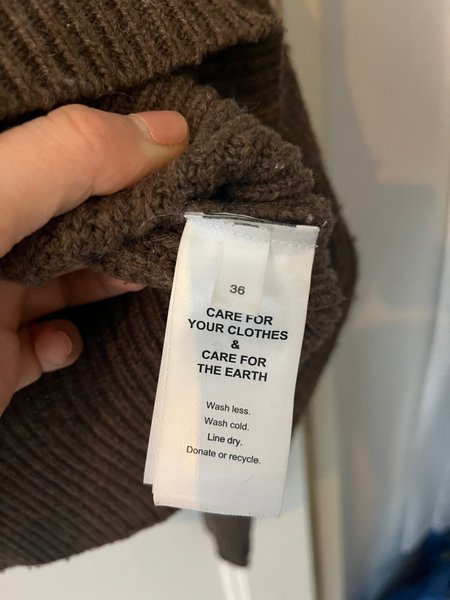 36
CARE FOR
YOUR CLOTHES
&
CARE FOR
THE EARTH
Wash less.
Wash cold.
Line dry.
Donate or recycle.